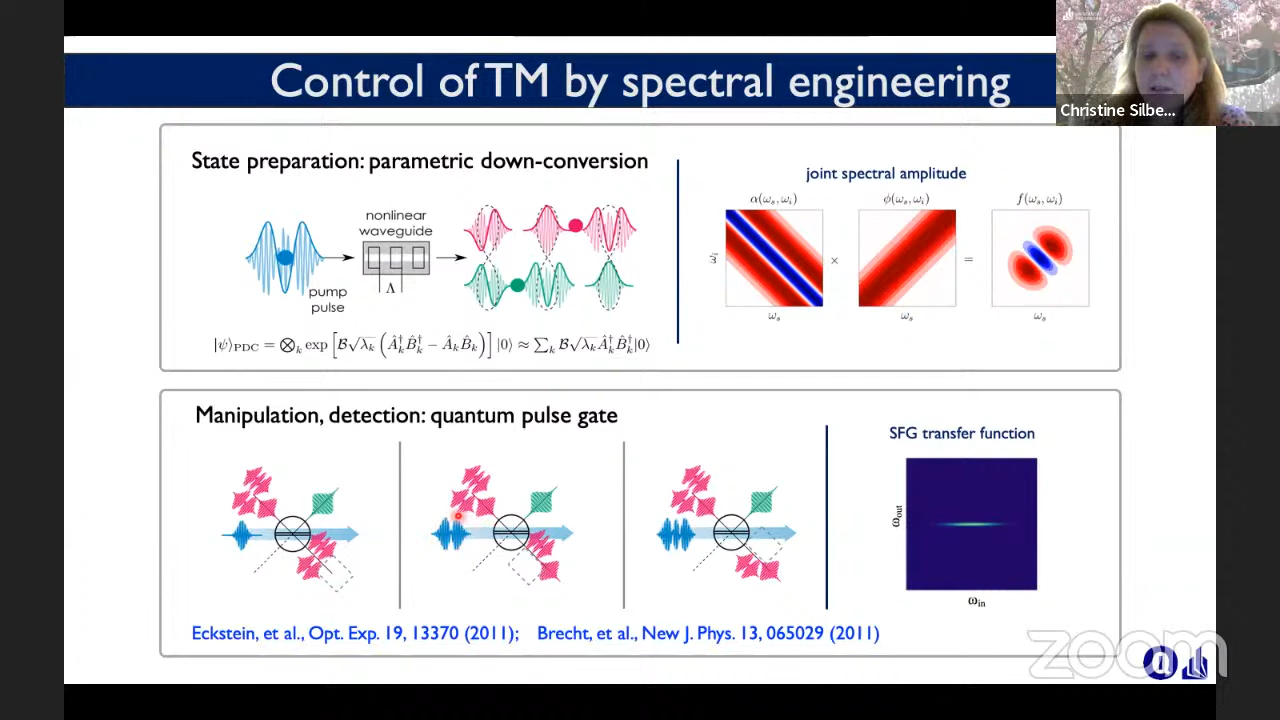 Control of TM by spectral engineering
Christine Silbe...
State preparation: parametric down-conversion
nonlinear
waveguide
pump
pulse
Λ
|ψ⟩PDC = ⨂k exp [𝓑√λk (Â†k B̂†k − Âk B̂k)] |0⟩ ≈ ∑k 𝓑√λk Â†k B̂†k |0⟩
joint spectral amplitude
α(ωs, ωi)
ϕ(ωs, ωi)
f(ωs, ωi)
ωi
×
=
ωs
ωs
ωs
Manipulation, detection: quantum pulse gate
SFG transfer function
ωout
ωin
Eckstein, et al., Opt. Exp. 19, 13370 (2011); Brecht, et al., New J. Phys. 13, 065029 (2011)
zoom